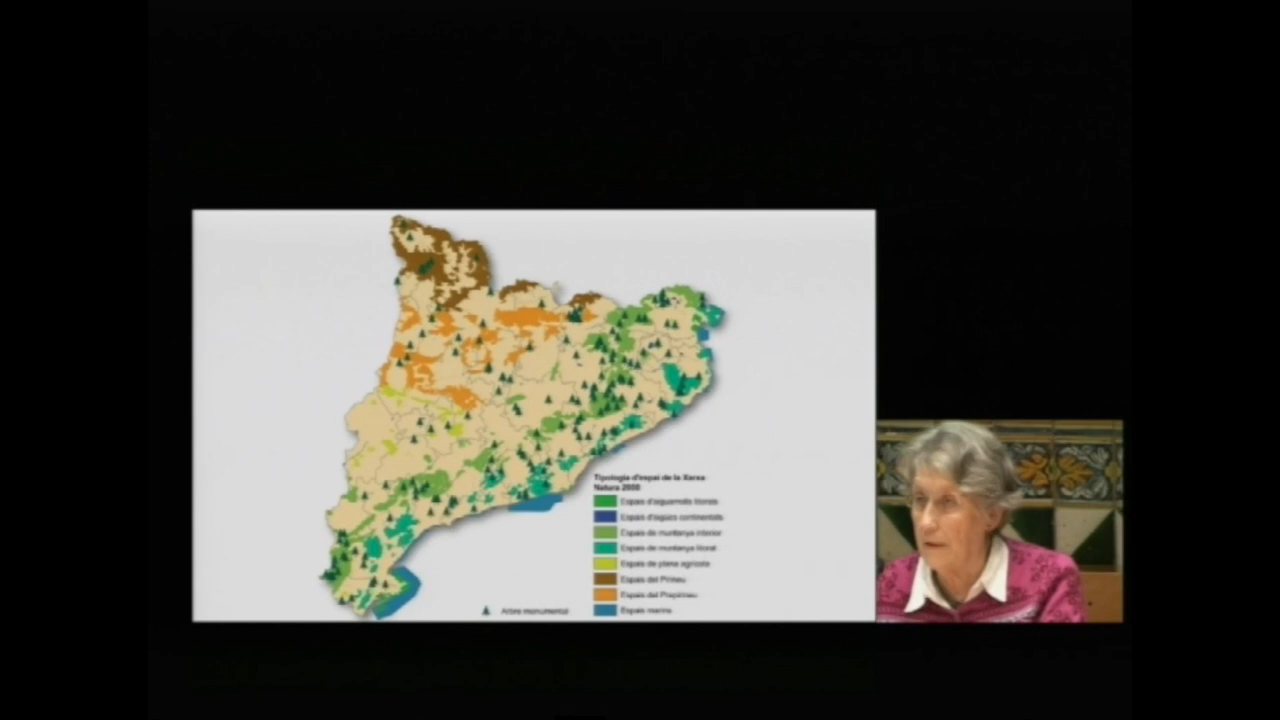 Tipologia d'espai de la Xarxa
Natura 2000
Espais d'aiguamolls litorals
Espais d'aigües continentals
Espais de muntanya interior
Espais de muntanya litoral
Espais de plana agrícola
Espais del Pirineu
Espais del Prepirineu
Espais marins
Arbre monumental